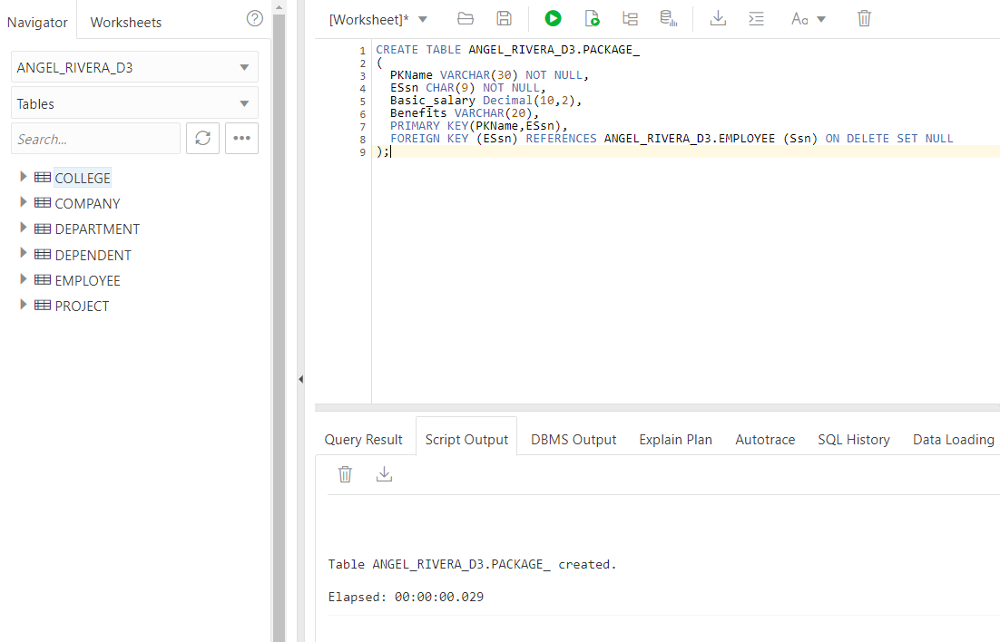 Navigator
Worksheets
?
ANGEL_RIVERA_D3
Tables
Search...
COLLEGE
COMPANY
DEPARTMENT
DEPENDENT
EMPLOYEE
PROJECT
[Worksheet]*
Aa
1 CREATE TABLE ANGEL_RIVERA_D3.PACKAGE_
2 (
3 PKName VARCHAR(30) NOT NULL,
4 ESsn CHAR(9) NOT NULL,
5 Basic_salary Decimal(10,2),
6 Benefits VARCHAR(20),
7 PRIMARY KEY(PKName,ESsn),
8 FOREIGN KEY (ESsn) REFERENCES ANGEL_RIVERA_D3.EMPLOYEE (Ssn) ON DELETE SET NULL
9 );
Query Result Script Output DBMS Output Explain Plan Autotrace SQL History Data Loading
Table ANGEL_RIVERA_D3.PACKAGE_ created.
Elapsed: 00:00:00.029